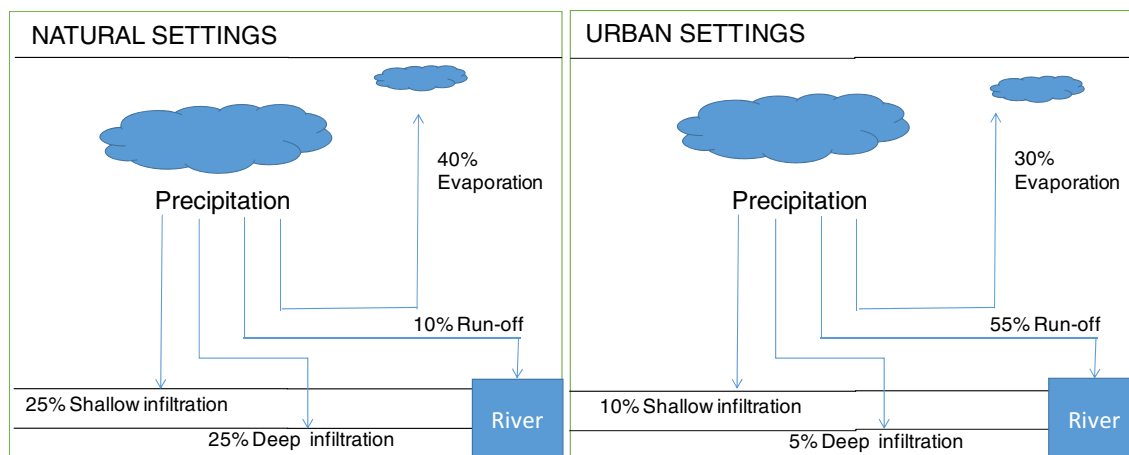 NATURAL SETTINGS
40%
Evaporation
Precipitation
10% Run-off
25% Shallow infiltration
River
25% Deep infiltration
URBAN SETTINGS
30%
Evaporation
Precipitation
55% Run-off
10% Shallow infiltration
River
5% Deep infiltration